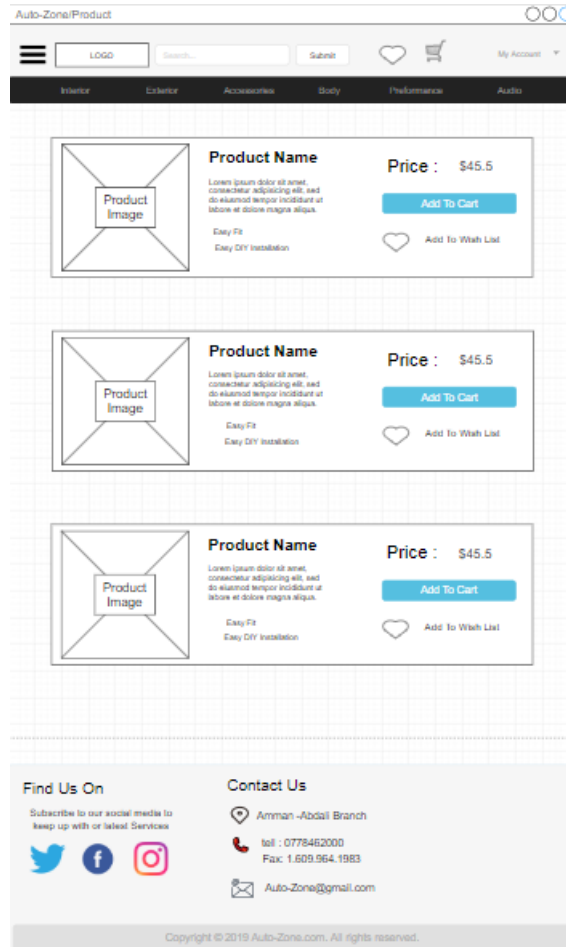 Auto-Zone/Product
LOGO
Search...
Submit
My Account
Interior Exterior Accessories Body Preformance Audio
Product Image
Product Name
Lorem ipsum dolor sit amet,
consectetur adipisicing elit, sed
do eiusmod tempor incididunt ut
labore et dolore magna aliqua.
Easy Fit
Easy DIY Installation
Price : $45.5
Add To Cart
Add To Wish List
Product Image
Product Name
Lorem ipsum dolor sit amet,
consectetur adipisicing elit, sed
do eiusmod tempor incididunt ut
labore et dolore magna aliqua.
Easy Fit
Easy DIY Installation
Price : $45.5
Add To Cart
Add To Wish List
Product Image
Product Name
Lorem ipsum dolor sit amet,
consectetur adipisicing elit, sed
do eiusmod tempor incididunt ut
labore et dolore magna aliqua.
Easy Fit
Easy DIY Installation
Price : $45.5
Add To Cart
Add To Wish List
Find Us On
Subscribe to our social media to
keep up with or latest Services
Contact Us
Amman -Abdali Branch
tell : 0778462000
Fax: 1.609.964.1983
Auto-Zone@gmail.com
Copyright © 2019 Auto-Zone.com. All rights reserved.